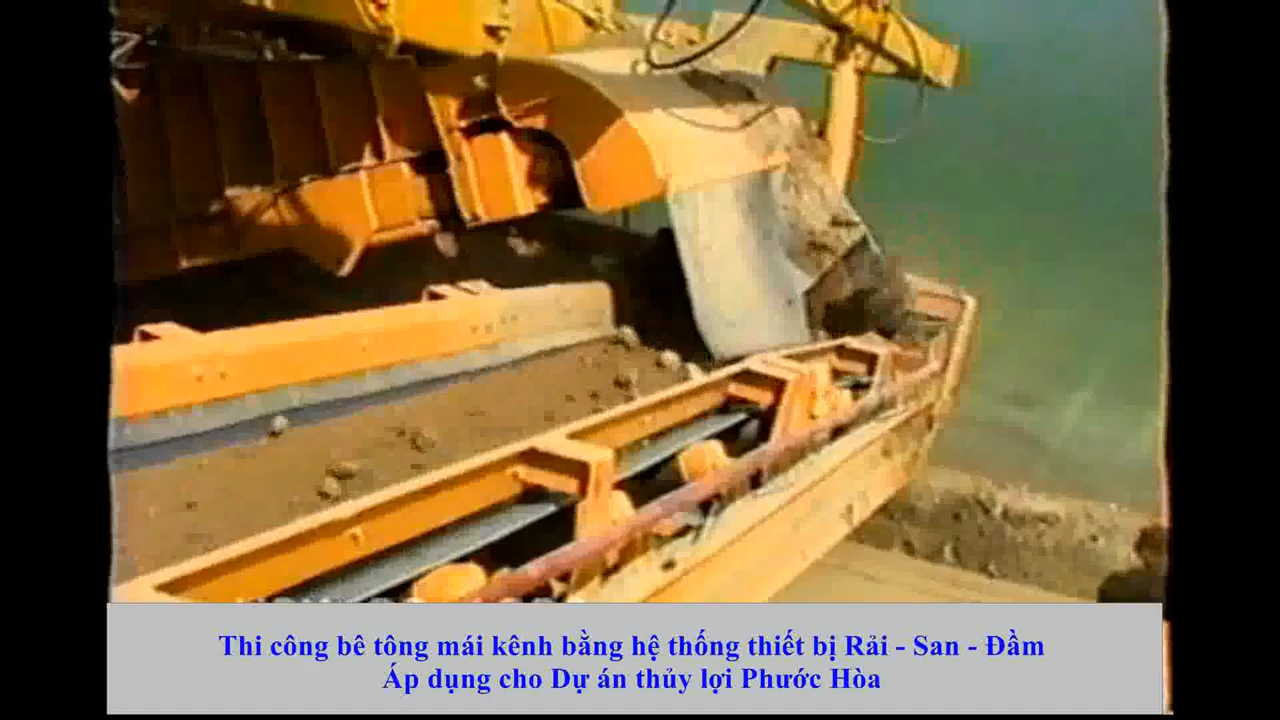 Thi công bê tông mái kênh bằng hệ thống thiết bị Rải - San - Đầm
Áp dụng cho Dự án thủy lợi Phước Hòa